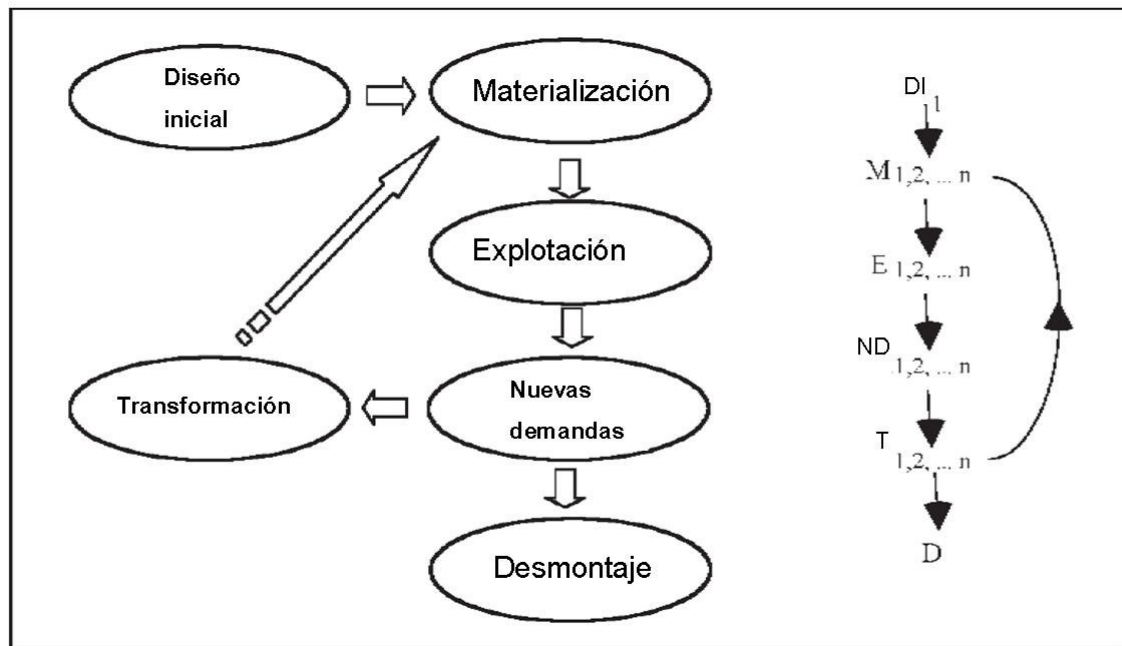 Diseño
inicial
Materialización
Explotación
Nuevas
demandas
Transformación
Desmontaje
DI
1
M 1,2, ... n
E 1,2, ... n
ND 1,2, ... n
T 1,2, ... n
D